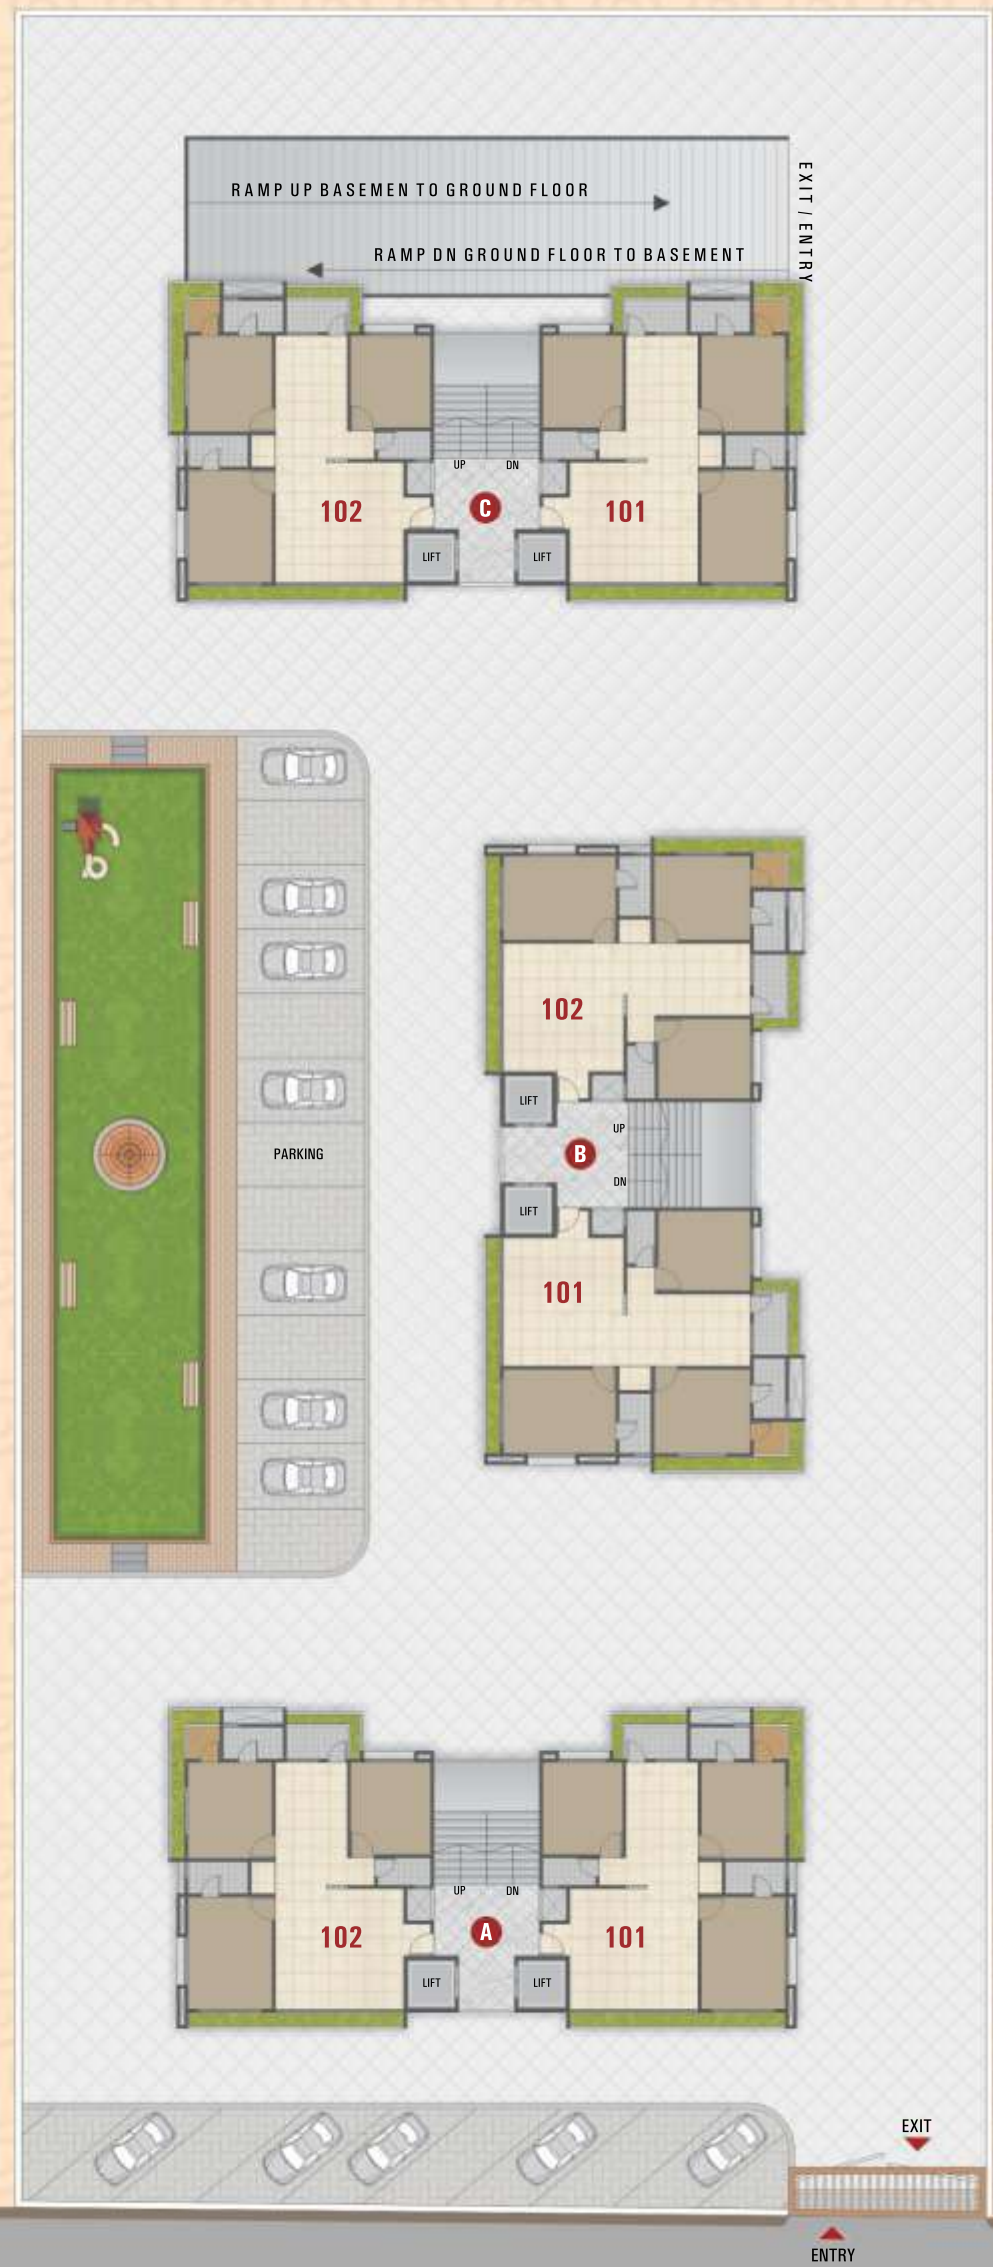 RAMP UP BASEMEN TO GROUND FLOOR
EXIT / ENTRY
RAMP DN GROUND FLOOR TO BASEMENT
UP DN
102 C 101
LIFT LIFT
102
LIFT
UP
PARKING B
DN
LIFT
101
UP DN
102 A 101
LIFT LIFT
EXIT
ENTRY